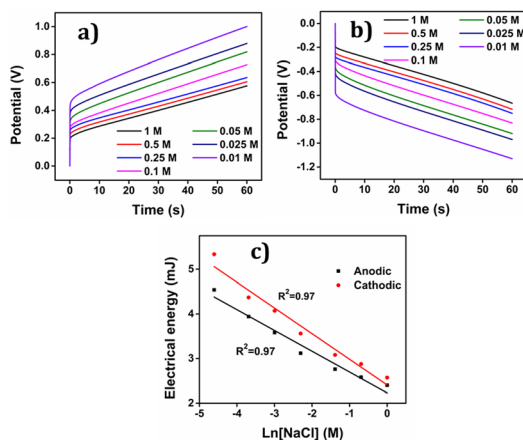 a)
Potential (V)
1.0
0.8
0.6
0.4
0.2
0.0
1 M
0.5 M
0.25 M
0.1 M
0.05 M
0.025 M
0.01 M
0 10 20 30 40 50 60
Time (s)
b)
Potential (V)
0.0
-0.2
-0.4
-0.6
-0.8
-1.0
-1.2
1 M
0.5 M
0.25 M
0.1 M
0.05 M
0.025 M
0.01 M
0 10 20 30 40 50 60
Time (s)
c)
Electrical energy (mJ)
5
4
3
2
Anodic
Cathodic
R²=0.97
R²=0.97
-5 -4 -3 -2 -1 0
Ln[NaCl] (M)